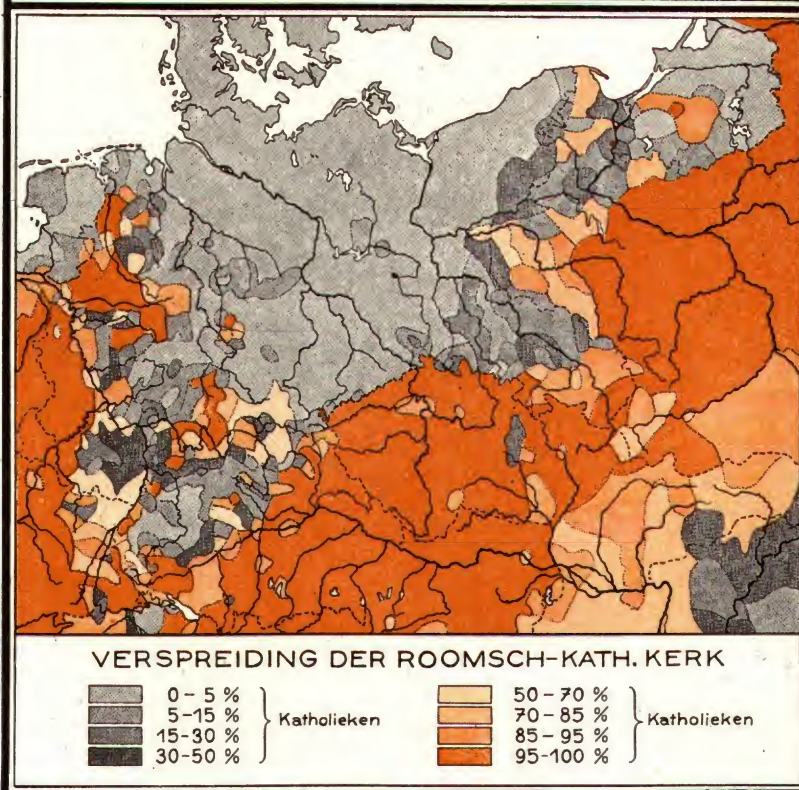 VERSPREIDING DER ROOMSCH-KATH. KERK
0-5 %
5-15 %
15-30 %
30-50 %
Katholieken
50-70 %
70-85 %
85-95 %
95-100 %
Katholieken